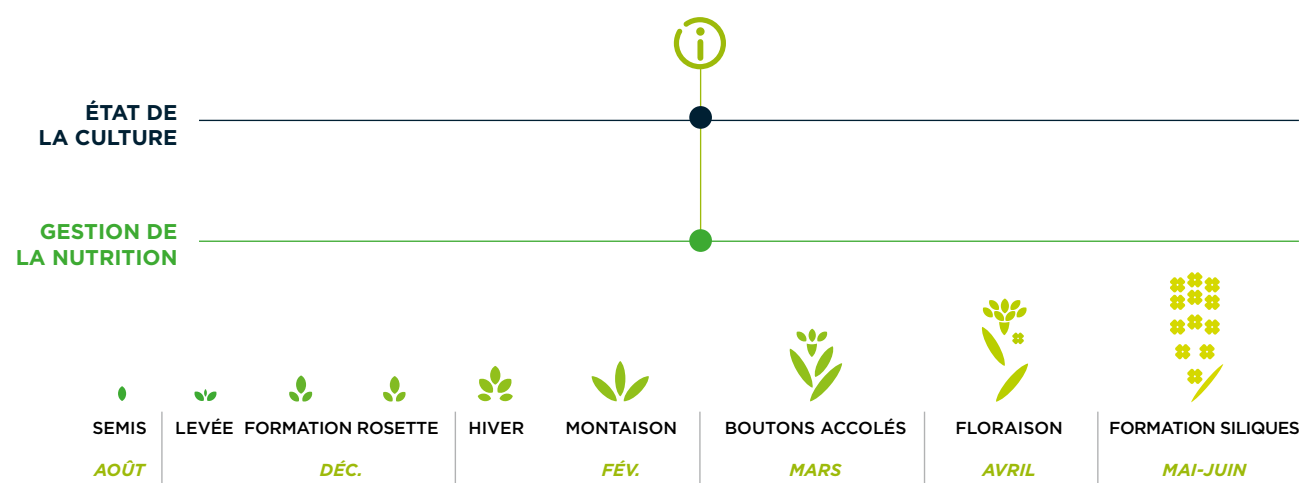 ÉTAT DE
LA CULTURE
GESTION DE
LA NUTRITION
SEMIS LEVÉE FORMATION ROSETTE HIVER MONTAISON BOUTONS ACCOLÉS FLORAISON FORMATION SILIQUES
AOÛT DÉC. FÉV. MARS AVRIL MAI-JUIN